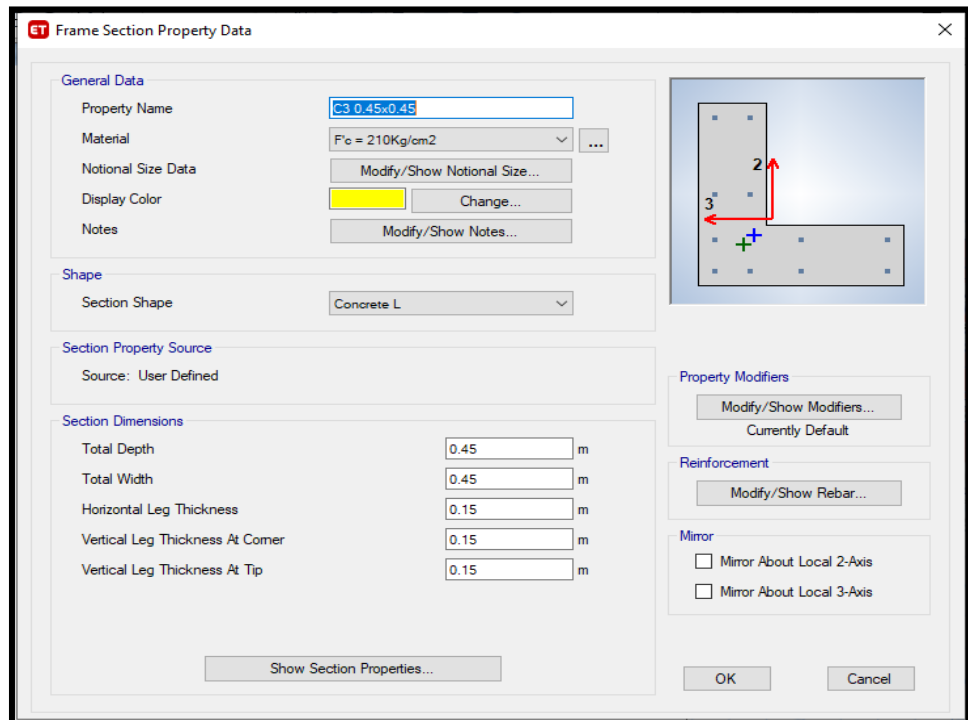 ET Frame Section Property Data
General Data
Property Name C3 0.45x0.45
Material F'c = 210Kg/cm2 ...
Notional Size Data Modify/Show Notional Size...
Display Color Change...
Notes Modify/Show Notes...
2
3
Shape
Section Shape Concrete L
Section Property Source
Source: User Defined
Section Dimensions
Total Depth 0.45 m
Total Width 0.45 m
Horizontal Leg Thickness 0.15 m
Vertical Leg Thickness At Corner 0.15 m
Vertical Leg Thickness At Tip 0.15 m
Show Section Properties...
Property Modifiers
Modify/Show Modifiers...
Currently Default
Reinforcement
Modify/Show Rebar...
Mirror
Mirror About Local 2-Axis
Mirror About Local 3-Axis
OK Cancel